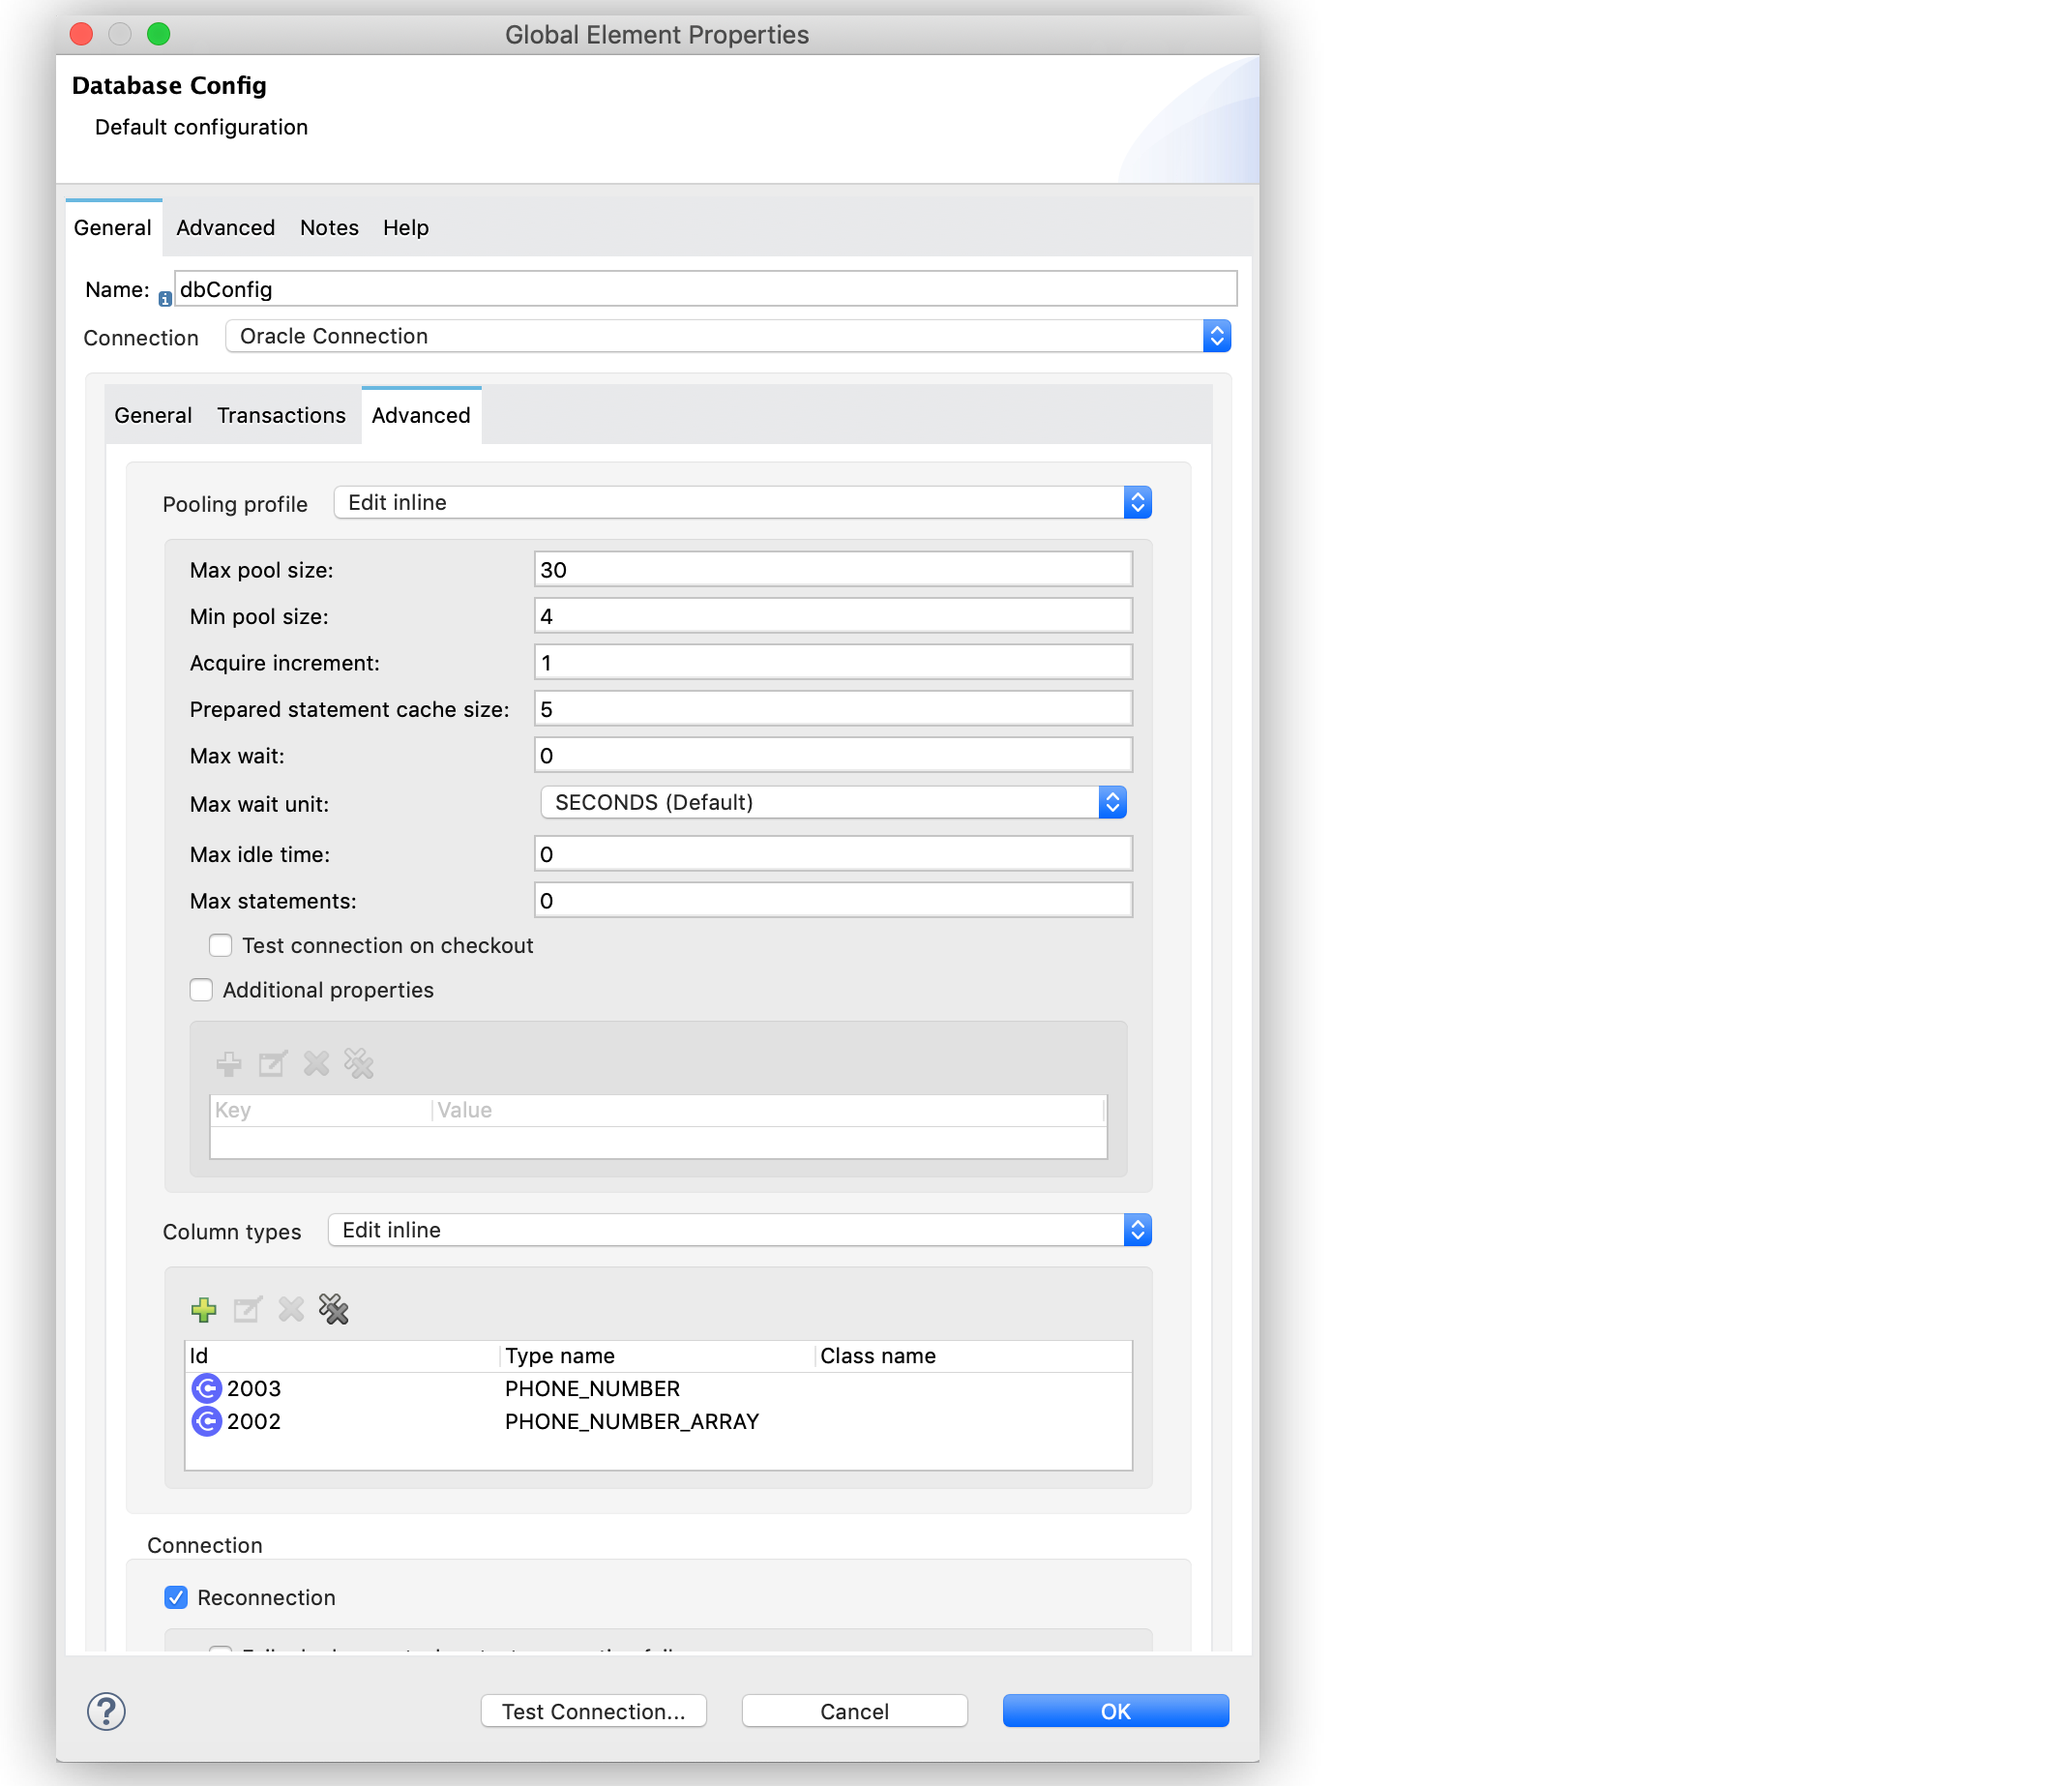 Global Element Properties
Database Config
Default configuration
General Advanced Notes Help
Name: dbConfig
Connection Oracle Connection
General Transactions Advanced
Pooling profile Edit inline
Max pool size: 30
Min pool size: 4
Acquire increment: 1
Prepared statement cache size: 5
Max wait: 0
Max wait unit: SECONDS (Default)
Max idle time: 0
Max statements: 0
Test connection on checkout
Additional properties
Key Value
Column types Edit inline
Id Type name Class name
2003 PHONE_NUMBER
2002 PHONE_NUMBER_ARRAY
Connection
Reconnection
? Test Connection... Cancel OK